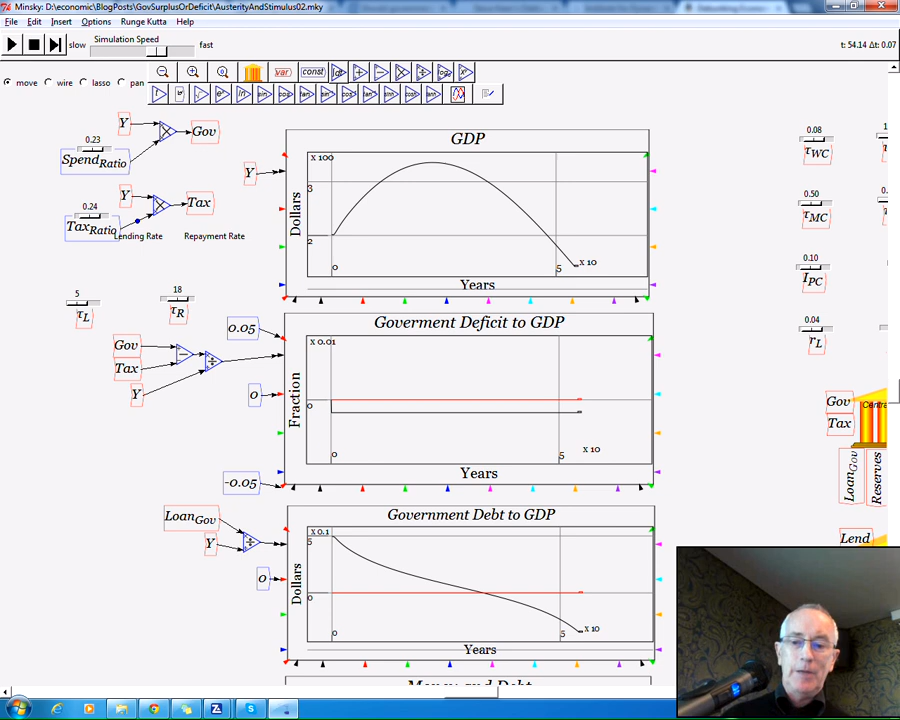 Minsky: D:\economic\BlogPosts\GovSurplusOrDeficit\AusterityAndStimulus02.mky
File Edit Insert Options Runge Kutta Help
Simulation Speed
slow fast
t: 54.14 Δt: 0.07
move wire lasso pan
var const
Y
0.23
Gov
SpendRatio
Y
0.24
Tax
TaxRatio
Lending Rate Repayment Rate
5
τL
18
τR
Y
GDP
X 100
3
2
Dollars
0
5
X 10
Years
0.08
τWC
0.50
τMC
0.10
IPC
0.04
rL
Gov
Tax
Y
0.05
0
-0.05
Goverment Deficit to GDP
X 0.01
0
Fraction
0
5
X 10
Years
Gov
Tax
LoanGov
Reserves
Lend
LoanGov
Y
0
Government Debt to GDP
X 0.1
5
0
Dollars
0
5
X 10
Years